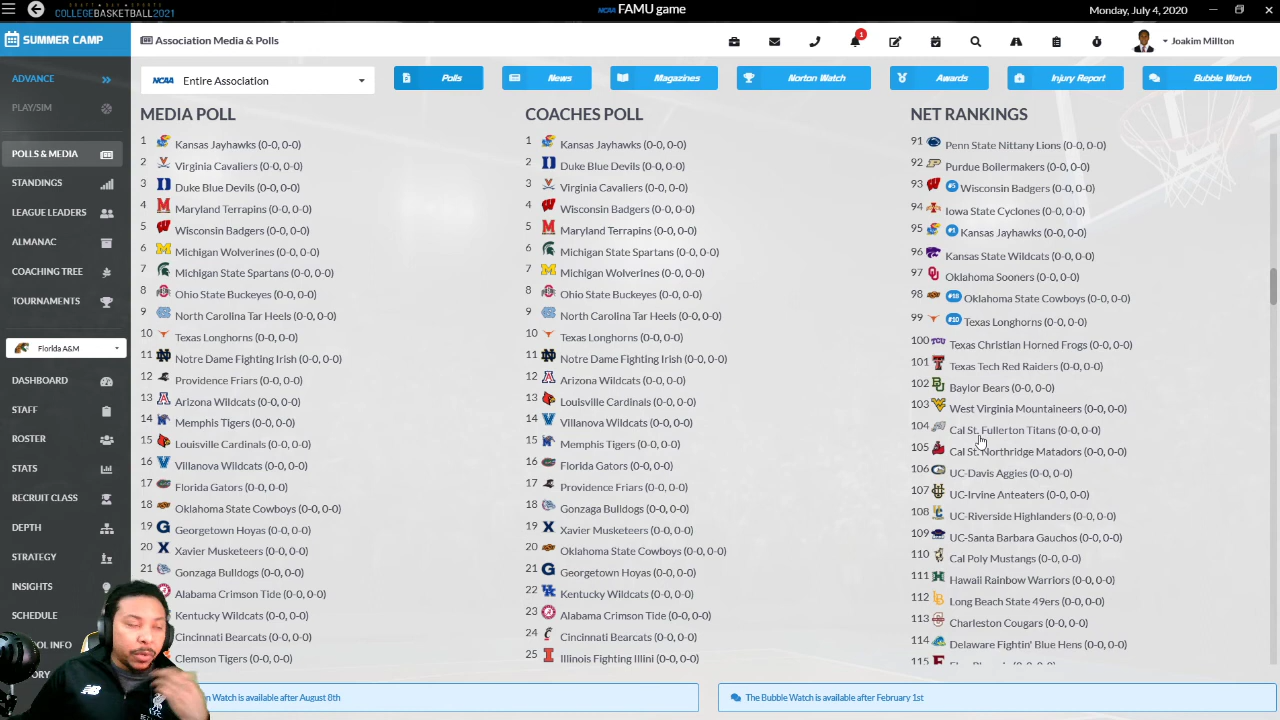 DRAFT DAY SPORTS
COLLEGEBASKETBALL2021
NCAA FAMU game
Monday, July 4, 2020
SUMMER CAMP
Association Media & Polls
1
Joakim Millton
NCAA Entire Association
Polls
News
Magazines
Norton Watch
Awards
Injury Report
Bubble Watch
ADVANCE
PLAY/SIM
POLLS & MEDIA
STANDINGS
LEAGUE LEADERS
ALMANAC
COACHING TREE
TOURNAMENTS
Florida A&M
DASHBOARD
STAFF
ROSTER
STATS
RECRUIT CLASS
DEPTH
STRATEGY
INSIGHTS
SCHEDULE
OOL INFO
ORY
MEDIA POLL
1 Kansas Jayhawks (0-0, 0-0)
2 Virginia Cavaliers (0-0, 0-0)
3 Duke Blue Devils (0-0, 0-0)
4 Maryland Terrapins (0-0, 0-0)
5 Wisconsin Badgers (0-0, 0-0)
6 Michigan Wolverines (0-0, 0-0)
7 Michigan State Spartans (0-0, 0-0)
8 Ohio State Buckeyes (0-0, 0-0)
9 North Carolina Tar Heels (0-0, 0-0)
10 Texas Longhorns (0-0, 0-0)
11 Notre Dame Fighting Irish (0-0, 0-0)
12 Providence Friars (0-0, 0-0)
13 Arizona Wildcats (0-0, 0-0)
14 Memphis Tigers (0-0, 0-0)
15 Louisville Cardinals (0-0, 0-0)
16 Villanova Wildcats (0-0, 0-0)
17 Florida Gators (0-0, 0-0)
18 Oklahoma State Cowboys (0-0, 0-0)
19 Georgetown Hoyas (0-0, 0-0)
20 Xavier Musketeers (0-0, 0-0)
21 Gonzaga Bulldogs (0-0, 0-0)
Alabama Crimson Tide (0-0, 0-0)
Kentucky Wildcats (0-0, 0-0)
Cincinnati Bearcats (0-0, 0-0)
Clemson Tigers (0-0, 0-0)
COACHES POLL
1 Kansas Jayhawks (0-0, 0-0)
2 Duke Blue Devils (0-0, 0-0)
3 Virginia Cavaliers (0-0, 0-0)
4 Wisconsin Badgers (0-0, 0-0)
5 Maryland Terrapins (0-0, 0-0)
6 Michigan State Spartans (0-0, 0-0)
7 Michigan Wolverines (0-0, 0-0)
8 Ohio State Buckeyes (0-0, 0-0)
9 North Carolina Tar Heels (0-0, 0-0)
10 Texas Longhorns (0-0, 0-0)
11 Notre Dame Fighting Irish (0-0, 0-0)
12 Arizona Wildcats (0-0, 0-0)
13 Louisville Cardinals (0-0, 0-0)
14 Villanova Wildcats (0-0, 0-0)
15 Memphis Tigers (0-0, 0-0)
16 Florida Gators (0-0, 0-0)
17 Providence Friars (0-0, 0-0)
18 Gonzaga Bulldogs (0-0, 0-0)
19 Xavier Musketeers (0-0, 0-0)
20 Oklahoma State Cowboys (0-0, 0-0)
21 Georgetown Hoyas (0-0, 0-0)
22 Kentucky Wildcats (0-0, 0-0)
23 Alabama Crimson Tide (0-0, 0-0)
24 Cincinnati Bearcats (0-0, 0-0)
25 Illinois Fighting Illini (0-0, 0-0)
NET RANKINGS
91 Penn State Nittany Lions (0-0, 0-0)
92 Purdue Boilermakers (0-0, 0-0)
93 #5 Wisconsin Badgers (0-0, 0-0)
94 Iowa State Cyclones (0-0, 0-0)
95 #1 Kansas Jayhawks (0-0, 0-0)
96 Kansas State Wildcats (0-0, 0-0)
97 Oklahoma Sooners (0-0, 0-0)
98 #18 Oklahoma State Cowboys (0-0, 0-0)
99 #10 Texas Longhorns (0-0, 0-0)
100 Texas Christian Horned Frogs (0-0, 0-0)
101 Texas Tech Red Raiders (0-0, 0-0)
102 Baylor Bears (0-0, 0-0)
103 West Virginia Mountaineers (0-0, 0-0)
104 Cal St. Fullerton Titans (0-0, 0-0)
105 Cal St. Northridge Matadors (0-0, 0-0)
106 UC-Davis Aggies (0-0, 0-0)
107 UC-Irvine Anteaters (0-0, 0-0)
108 UC-Riverside Highlanders (0-0, 0-0)
109 UC-Santa Barbara Gauchos (0-0, 0-0)
110 Cal Poly Mustangs (0-0, 0-0)
111 Hawaii Rainbow Warriors (0-0, 0-0)
112 Long Beach State 49ers (0-0, 0-0)
113 Charleston Cougars (0-0, 0-0)
114 Delaware Fightin' Blue Hens (0-0, 0-0)
115
n Watch is available after August 8th
The Bubble Watch is available after February 1st